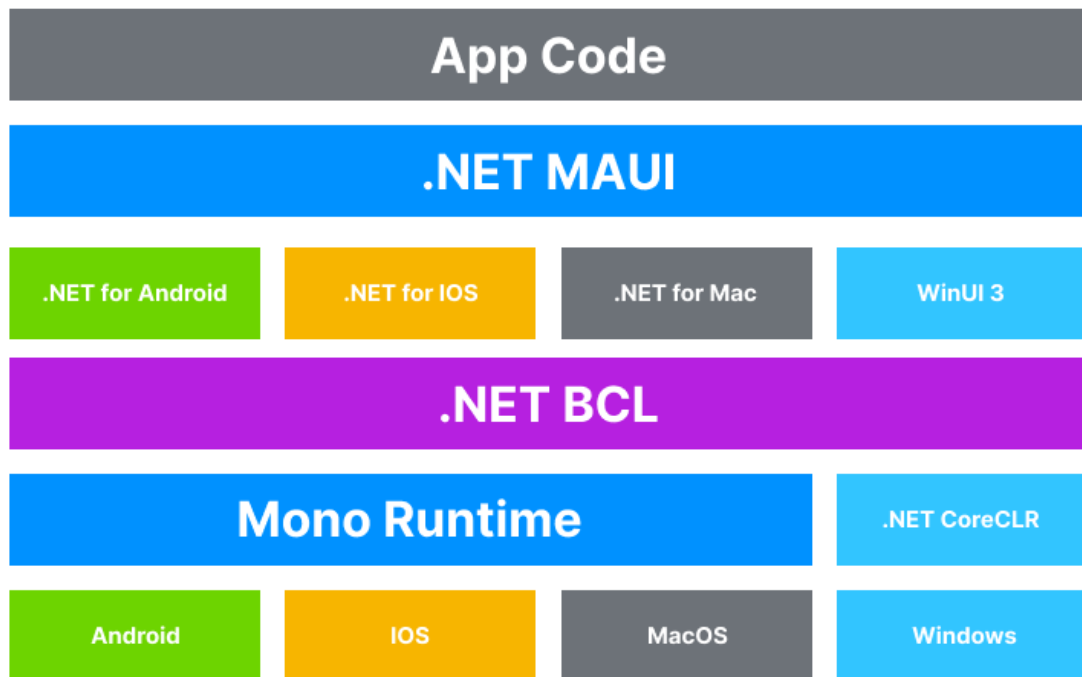 App Code
.NET MAUI
.NET for Android
.NET for IOS
.NET for Mac
WinUI 3
.NET BCL
Mono Runtime
.NET CoreCLR
Android
IOS
MacOS
Windows